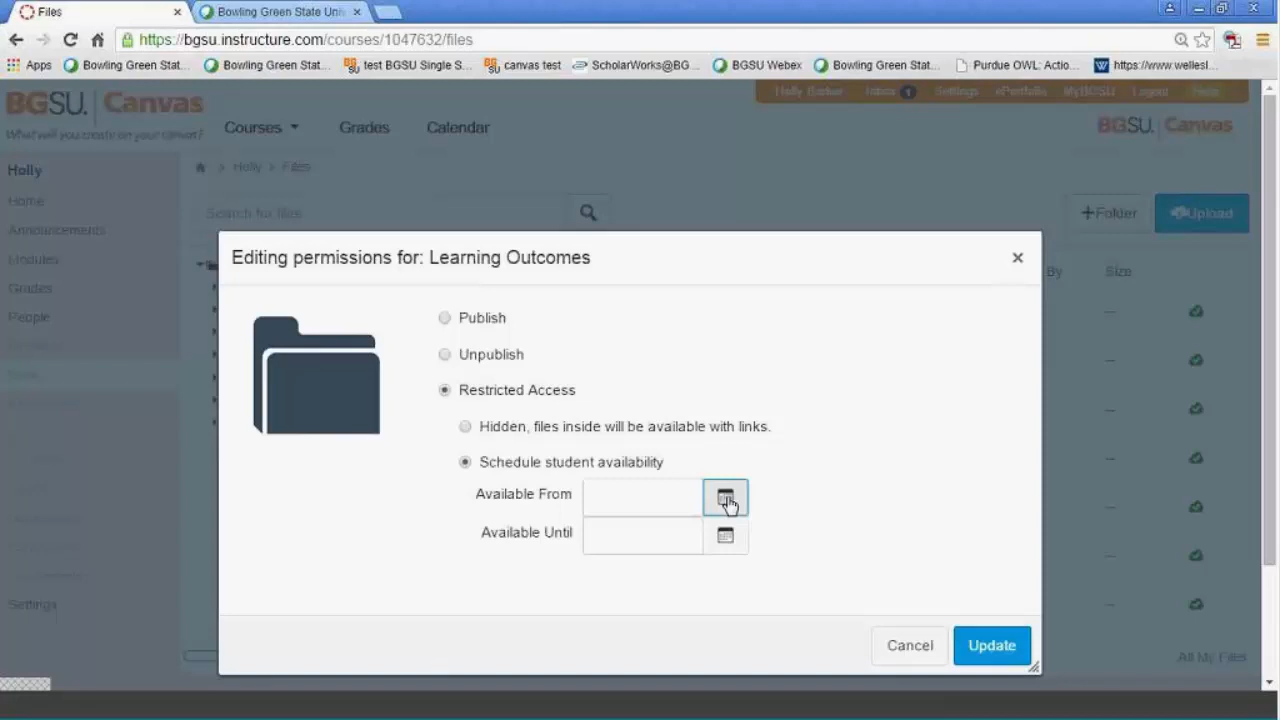 Files
Bowling Green State Uni
https://bgsu.instructure.com/courses/1047632/files
Apps Bowling Green Stat... Bowling Green Stat... test BGSU Single S... canvas test ScholarWorks@BG... BGSU Webex Bowling Green Stat... Purdue OWL: Actio... https://www.wellesl...
BGSU. Canvas
What will you create on your canvas?
Courses Grades Calendar
Holly Barber Inbox 1 Settings ePortfolio MyBGSU Logout Help
BGSU Canvas
Holly
Home
Announcements
Modules
Grades
People
Settings
> Holly > Files
Search for files
+Folder
Upload
By Size
Editing permissions for: Learning Outcomes
×
Publish
Unpublish
Restricted Access
Hidden, files inside will be available with links.
Schedule student availability
Available From
Available Until
Cancel
Update
--
--
--
--
--
--
--
All My Files